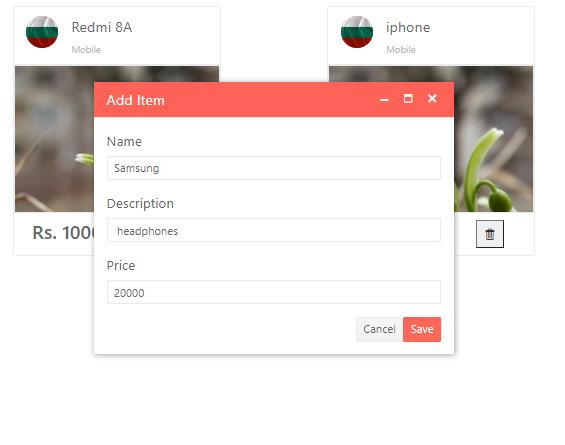 Redmi 8A
Mobile
iphone
Mobile
Add Item
Name
Samsung
Description
headphones
Price
20000
Rs. 1000
Cancel
Save